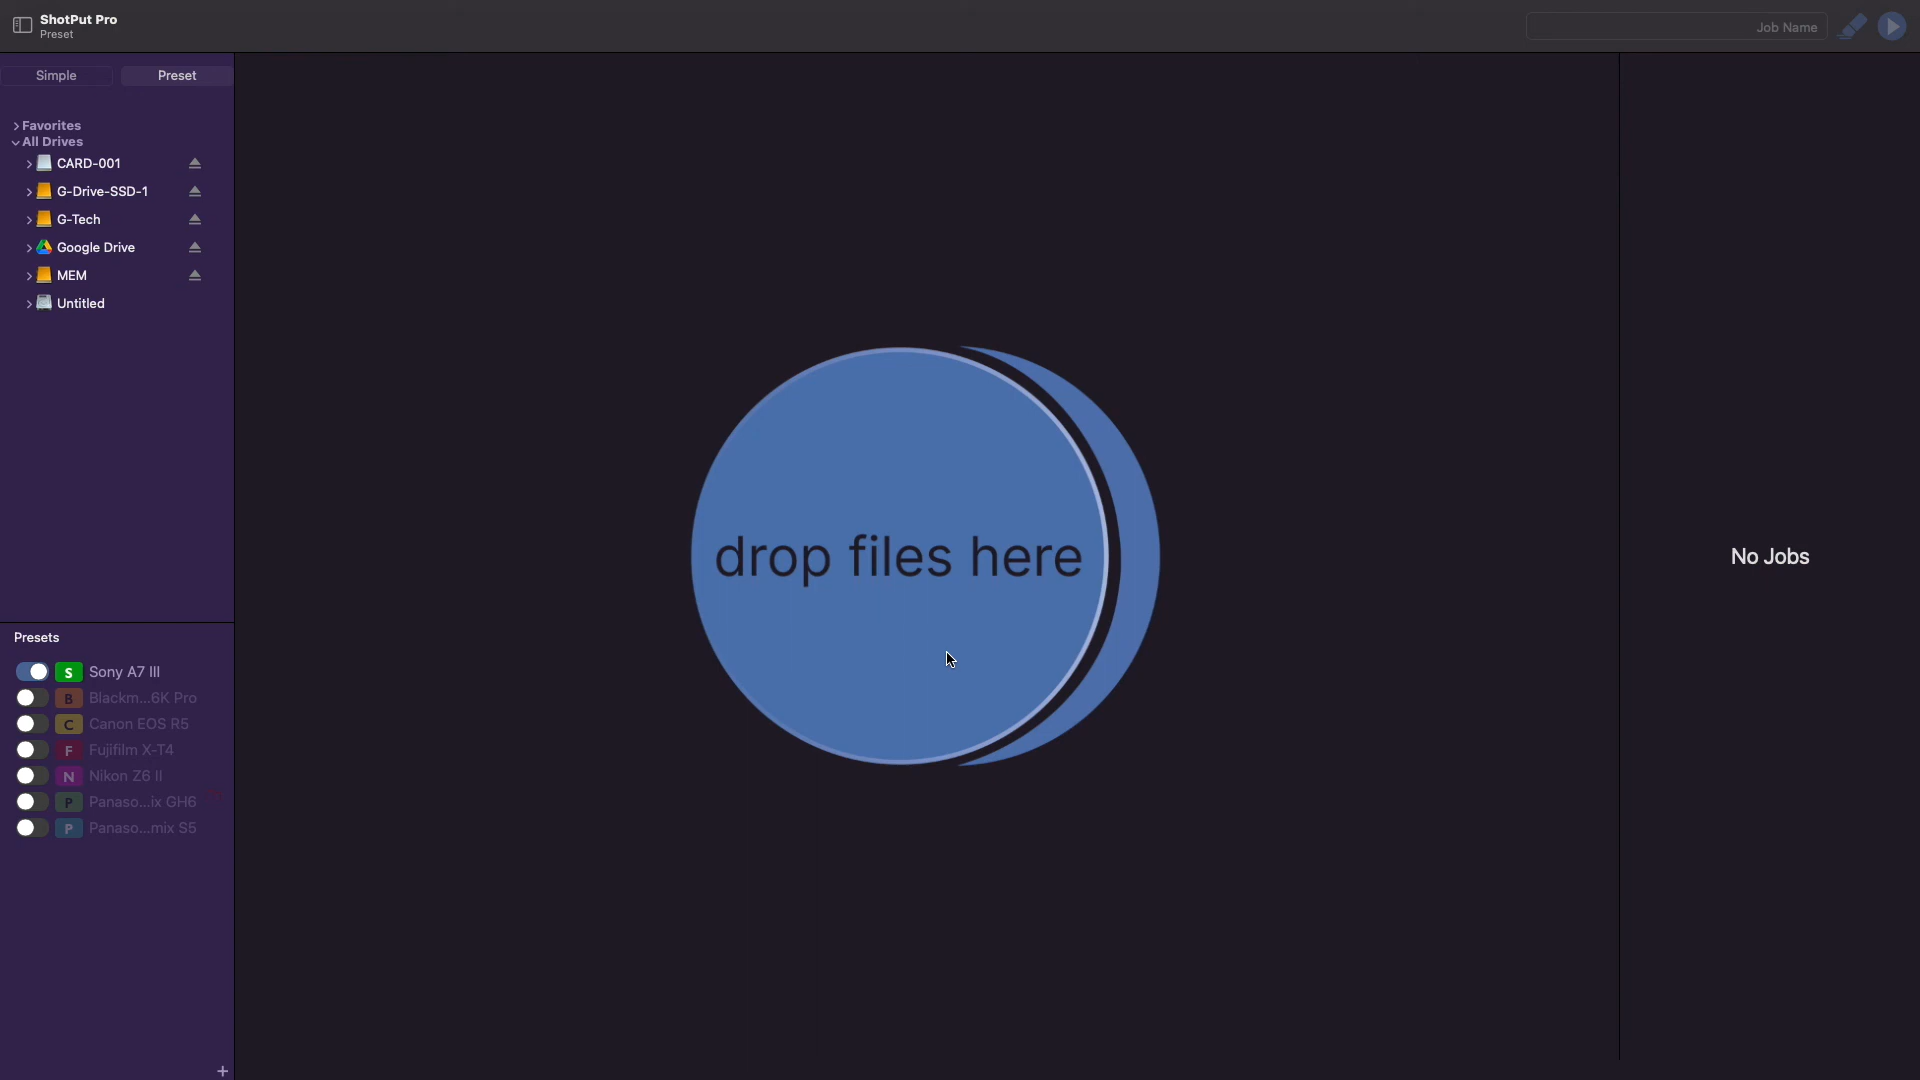 ShotPut Pro
Preset
Job Name
Simple
Preset
Favorites
All Drives
CARD-001
G-Drive-SSD-1
G-Tech
Google Drive
MEM
Untitled
drop files here
No Jobs
Presets
S Sony A7 III
B Blackm...6K Pro
C Canon EOS R5
F Fujifilm X-T4
N Nikon Z6 II
P Panaso...ix GH6
P Panaso...mix S5